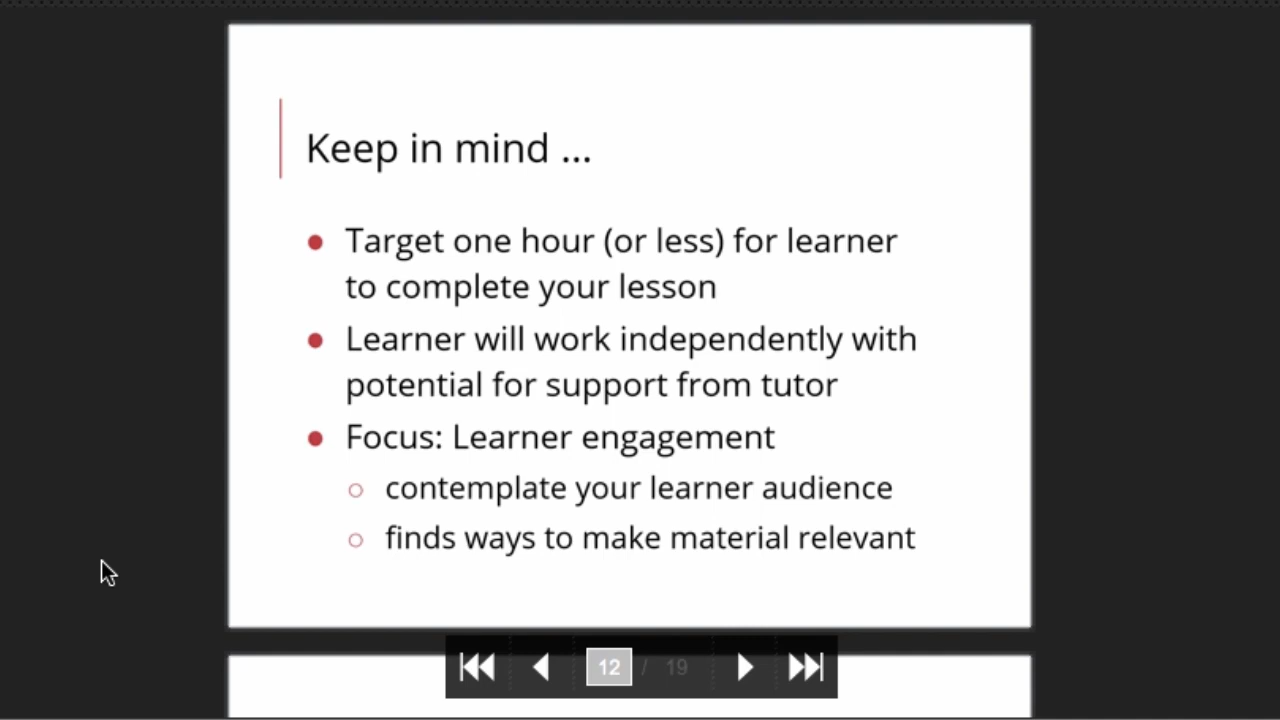 Keep in mind ...
● Target one hour (or less) for learner
to complete your lesson
● Learner will work independently with
potential for support from tutor
● Focus: Learner engagement
○ contemplate your learner audience
○ finds ways to make material relevant
12 / 19